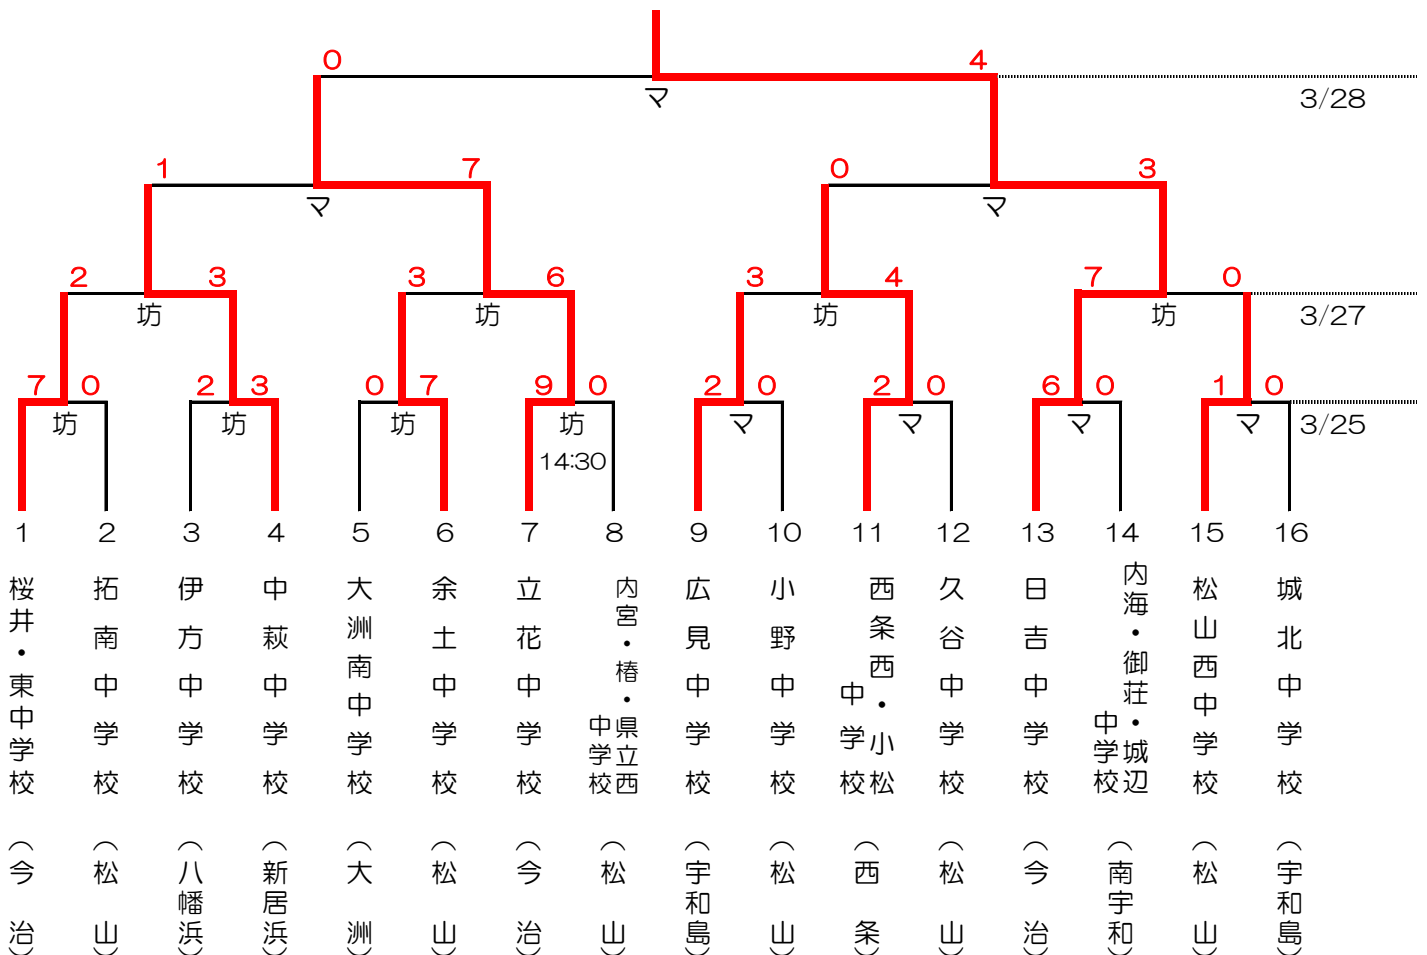 0 4
マ
3/28
1 7 0 3
マ マ
2 3 3 6 3 4 7 0
坊 坊 坊 坊
3/27
7 0 2 3 0 7 9 0 2 0 2 0 6 0 1 0
坊 坊 坊 坊 マ マ マ マ
3/25
14:30
1 2 3 4 5 6 7 8 9 10 11 12 13 14 15 16
桜井・東中学校
(今治)
拓南中学校
(松山)
伊方中学校
(八幡浜)
中萩中学校
(新居浜)
大洲南中学校
(大洲)
余土中学校
(松山)
立花中学校
(今治)
内宮・椿・県立西
中学校
(松山)
広見中学校
(宇和島)
小野中学校
(松山)
西条西・小松
中学校
(西条)
久谷中学校
(松山)
日吉中学校
(今治)
内海・御荘・城辺
中学校
(南宇和)
松山西中学校
(松山)
城北中学校
(宇和島)